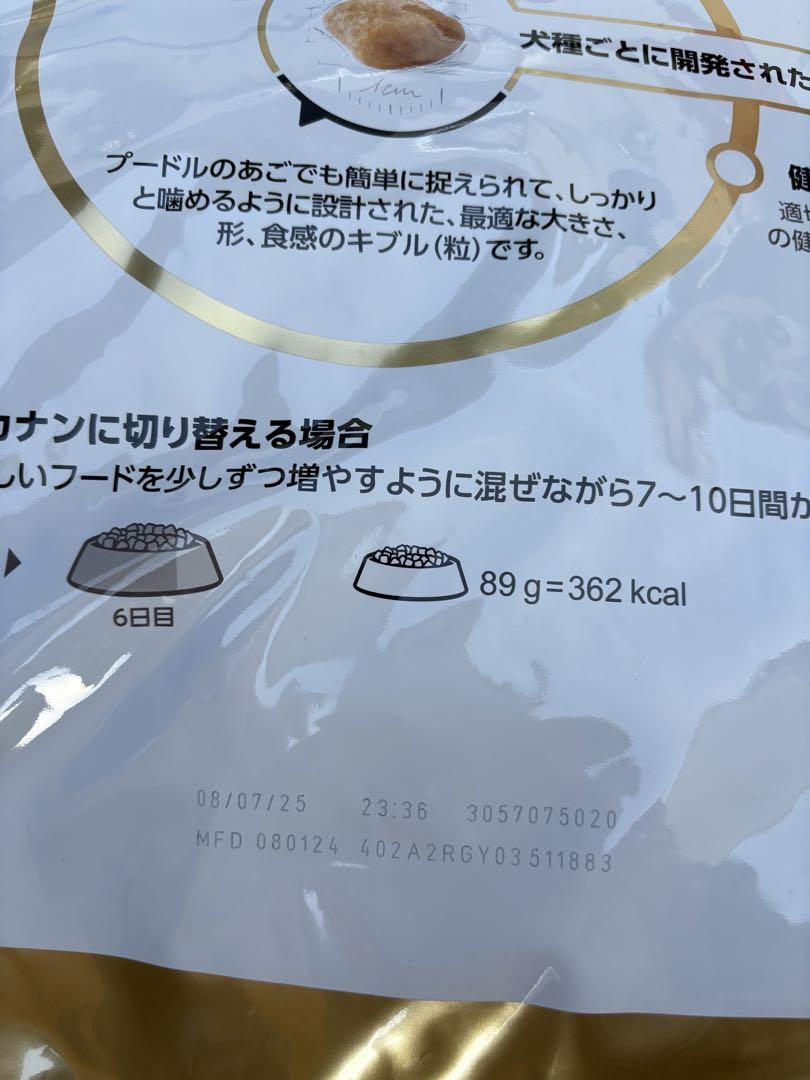 1cm
犬種ごとに開発された
プードルのあごでも簡単に捉えられて、しっかり
と噛めるように設計された、最適な大きさ、
形、食感のキブル（粒）です。
健
適切
の健
カナンに切り替える場合
しいフードを少しずつ増やすように混ぜながら7～10日間か
6日目
89 g=362 kcal
08/07/25 23:36 3057075020
MFD 080124 402A2RGY03 511883